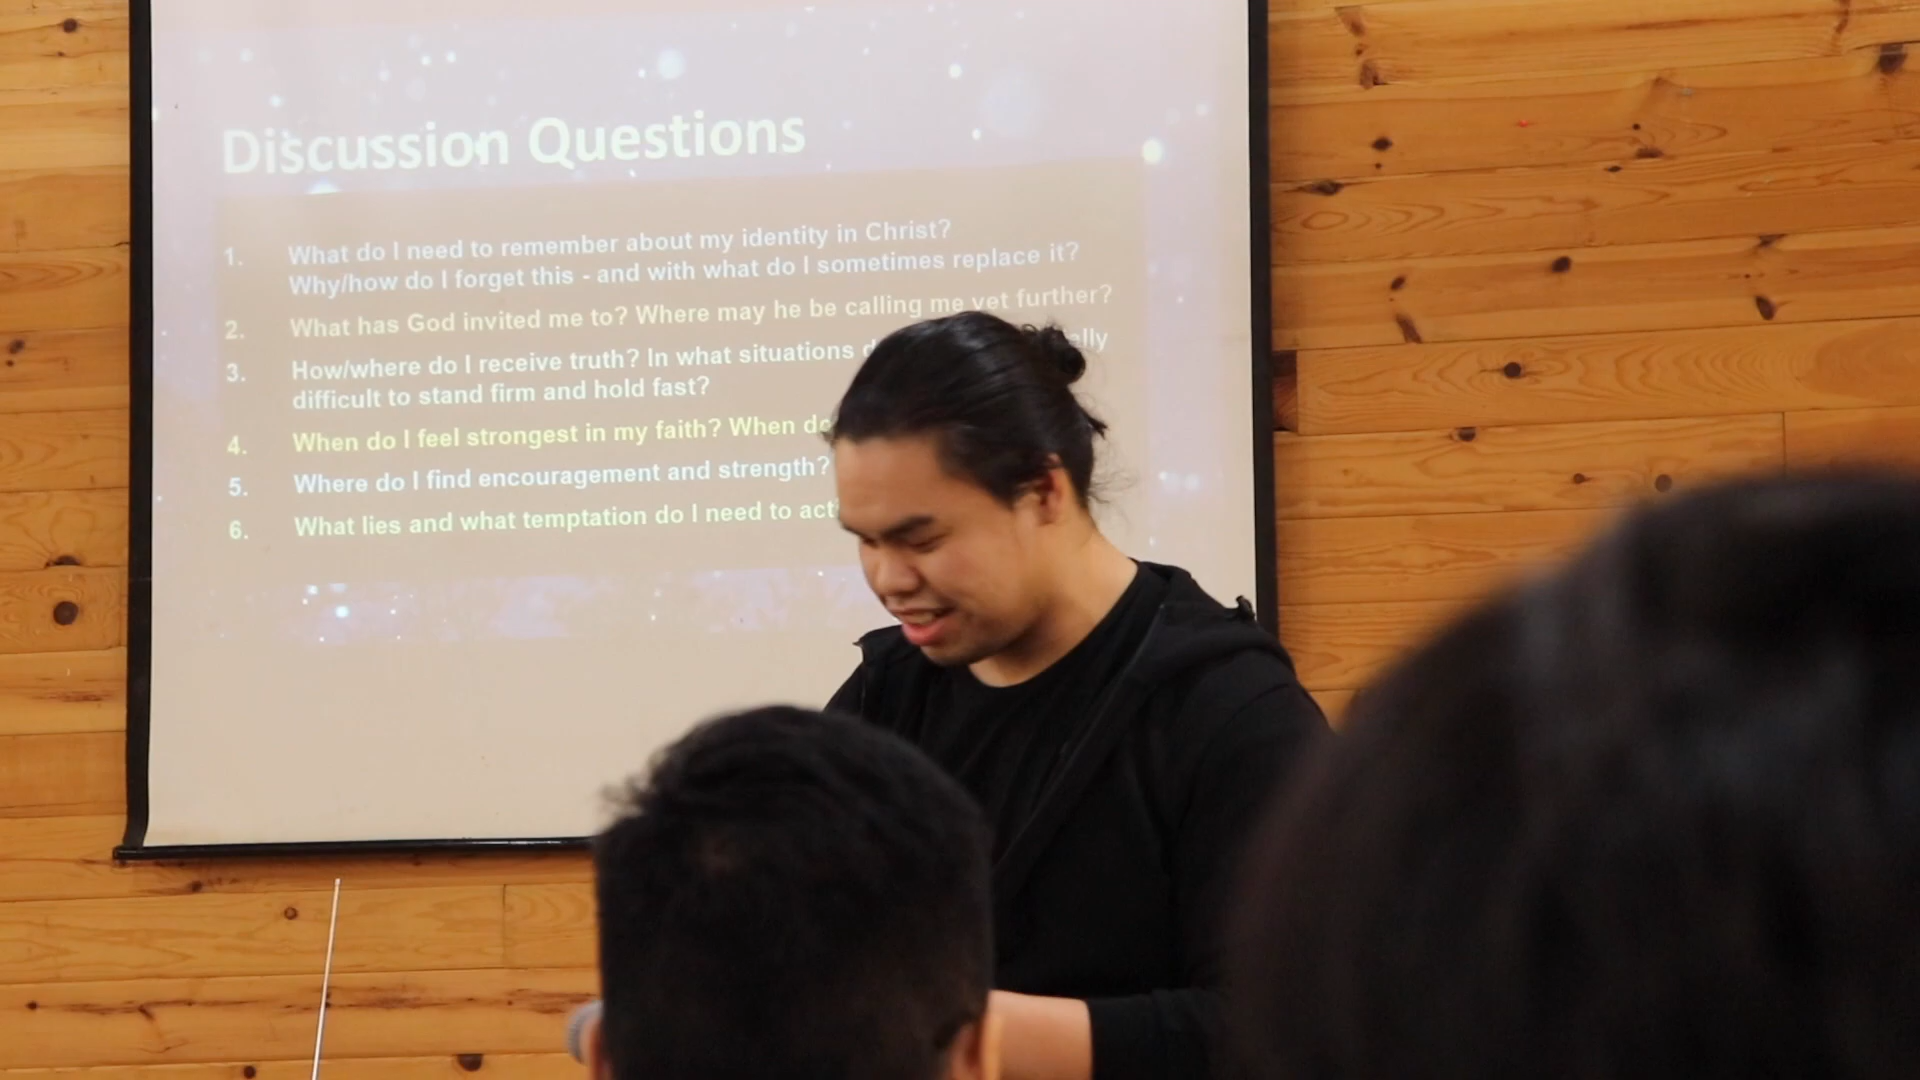 Discussion Questions
1. What do I need to remember about my identity in Christ?
Why/how do I forget this - and with what do I sometimes replace it?
2. What has God invited me to? Where may he be calling me yet further?
3. How/where do I receive truth? In what situations
difficult to stand firm and hold fast?
4. When do I feel strongest in my faith? When do
5. Where do I find encouragement and strength?
6. What lies and what temptation do I need to